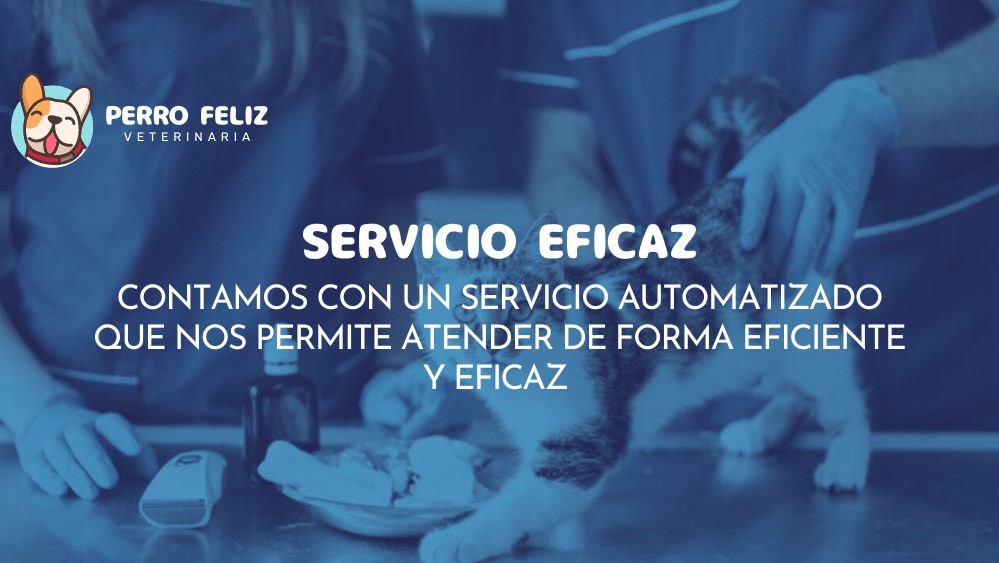 PERRO FELIZ
VETERINARIA
SERVICIO EFICAZ
CONTAMOS CON UN SERVICIO AUTOMATIZADO
QUE NOS PERMITE ATENDER DE FORMA EFICIENTE
Y EFICAZ